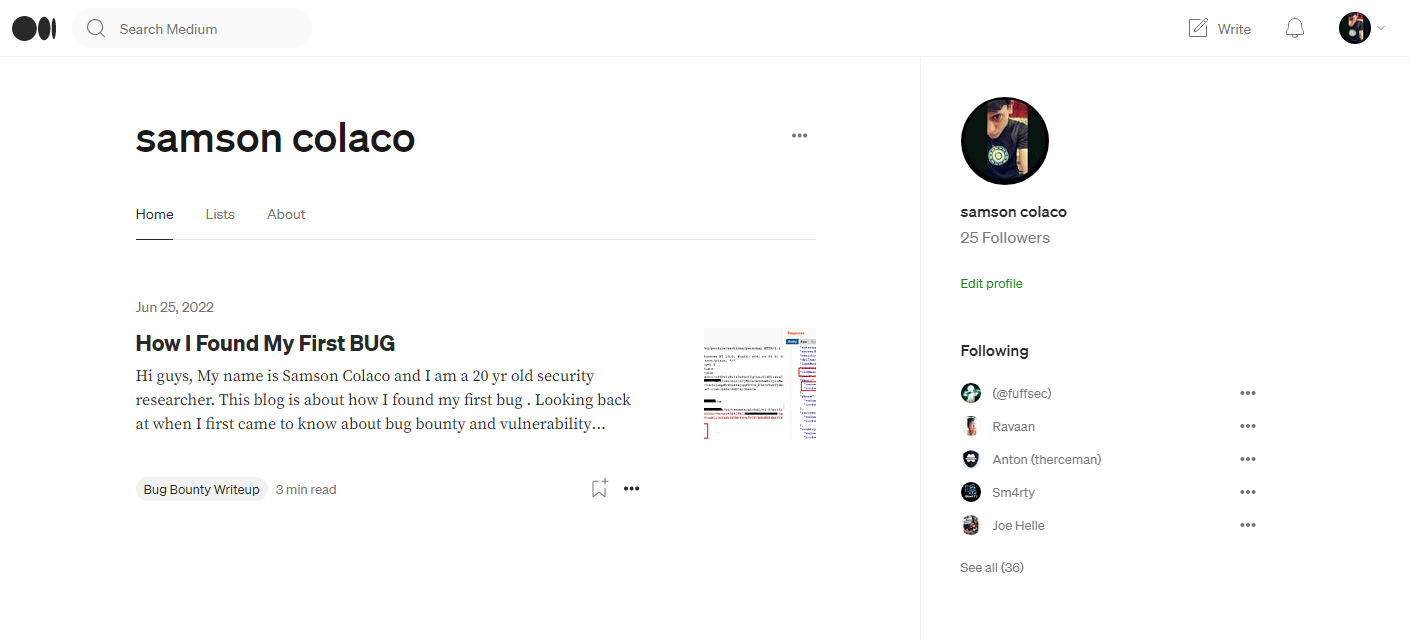 Search Medium
Write
samson colaco
Home Lists About
Jun 25, 2022
How I Found My First BUG
Hi guys, My name is Samson Colaco and I am a 20 yr old security
researcher. This blog is about how I found my first bug . Looking
back at when I first came to know about bug bounty and vulnerability...
Bug Bounty Writeup 3 min read
Response
samson colaco
25 Followers
Edit profile
Following
(@fuffsec)
Ravaan
Anton (therceman)
Sm4rty
Joe Helle
See all (36)